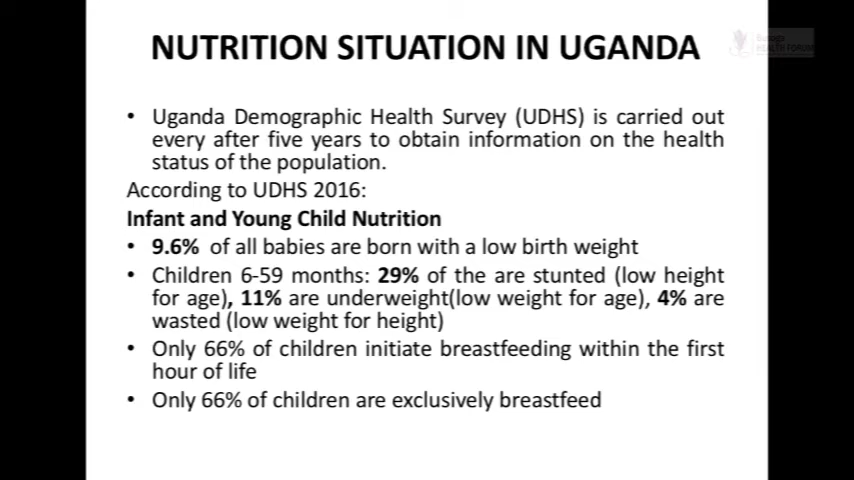 NUTRITION SITUATION IN UGANDA
Busoga
HEALTH FORUM
• Uganda Demographic Health Survey (UDHS) is carried out
every after five years to obtain information on the health
status of the population.
According to UDHS 2016:
Infant and Young Child Nutrition
• 9.6% of all babies are born with a low birth weight
• Children 6-59 months: 29% of the are stunted (low height
for age), 11% are underweight(low weight for age), 4% are
wasted (low weight for height)
• Only 66% of children initiate breastfeeding within the first
hour of life
• Only 66% of children are exclusively breastfeed